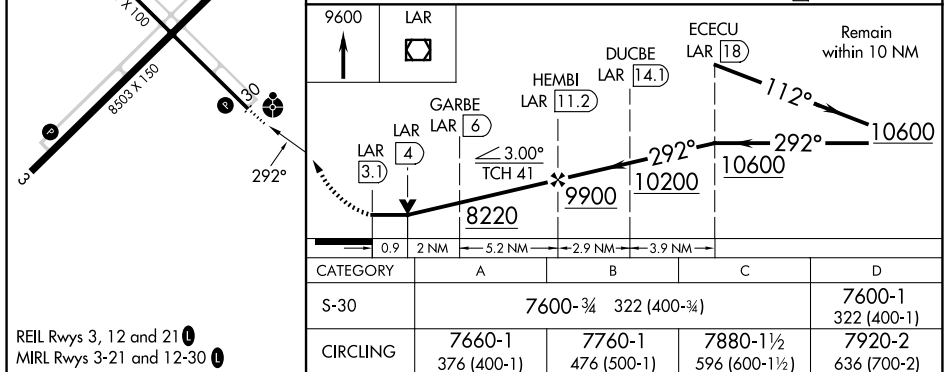 X 100
8503 X 150
30
3
P
P
292°
REIL Rwys 3, 12 and 21 L
MIRL Rwys 3-21 and 12-30 L
9600
LAR
LAR
3.1
LAR
4
GARBE
LAR 6
HEMBI
LAR 11.2
DUCBE
LAR 14.1
ECECU
LAR 18
Remain
within 10 NM
112°
10600
292°
10600
292°
10200
9900
8220
3.00°
TCH 41
0.9 2 NM 5.2 NM 2.9 NM 3.9 NM
CATEGORY A B C D
S-30 7600-¾ 322 (400-¾) 7600-1 322 (400-1)
CIRCLING 7660-1 7760-1 7880-1½ 7920-2
376 (400-1) 476 (500-1) 596 (600-1½) 636 (700-2)